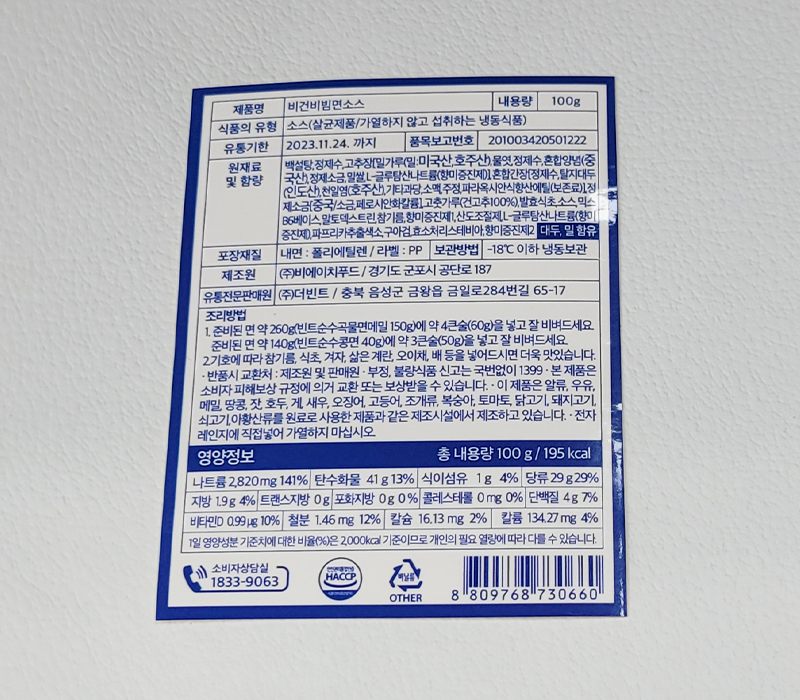 제품명 비건비빔면소스 내용량 100g
식품의 유형 소스(살균제품/가열하지 않고 섭취하는 냉동식품)
유통기한 2023.11.24. 까지 품목보고번호 201003420501222
원재료 및 함량 백설탕,정제수,고추장[밀가루(밀:미국산,호주산),물엿,정제수,혼합양념(중
국산),정제소금,밀쌀,L-글루탐산나트륨(향미증진제)],혼합간장(정제수,탈지대두
(인도산),천일염(호주산),기타과당,소맥,주정,파라옥시안식향산에틸(보존료)],정
제소금(중국/소금,페로시안화칼륨),고춧가루(건고추100%),발효식초,소스,믹스
B6베이스,말토덱스트린,참기름,향미증진제1,산도조절제,L-글루탐산나트륨(향미
증진제),파프리카추출색소,구아검,효소처리스테비아,향미증진제2 대두, 밀 함유
포장재질 내면 : 폴리에틸렌 / 라벨 : PP 보관방법 -18℃ 이하 냉동보관
제조원 (주)비에이치푸드 / 경기도 군포시 공단로 187
유통전문판매원 (주)더빈트 / 충북 음성군 금왕읍 금일로284번길 65-17
조리방법
1. 준비된 면 약 260g(빈트순수곡물면메밀 150g)에 약 4큰술(60g)을 넣고 잘 비벼드세요.
준비된 면 약 140g(빈트순수콩면 40g)에 약 3큰술(50g)을 넣고 잘 비벼드세요.
2.기호에 따라 참기름, 식초, 겨자, 삶은 계란, 오이채, 배 등을 넣어드시면 더욱 맛있습니다.
· 반품시 교환처 : 제조원 및 판매원 · 부정, 불량식품 신고는 국번없이 1399 · 본 제품은
소비자 피해보상 규정에 의거 교환 또는 보상받을 수 있습니다. · 이 제품은 알류, 우유,
메밀, 땅콩, 잣, 호두, 게, 새우, 오징어, 고등어, 조개류, 복숭아, 토마토, 닭고기, 돼지고기,
쇠고기,아황산류를 원료로 사용한 제품과 같은 제조시설에서 제조하고 있습니다. · 전자
레인지에 직접넣어 가열하지 마십시오.
영양정보 총 내용량 100 g / 195 kcal
나트륨 2,820 mg 141% 탄수화물 41 g 13% 식이섬유 1 g 4% 당류 29 g 29%
지방 1.9 g 4% 트랜스지방 0 g 포화지방 0 g 0% 콜레스테롤 0 mg 0% 단백질 4 g 7%
비타민D 0.99 μg 10% 철분 1.46 mg 12% 칼슘 16.13 mg 2% 칼륨 134.27 mg 4%
1일 영양성분 기준치에 대한 비율(%)은 2,000kcal 기준이므로 개인의 필요 열량에 따라 다를 수 있습니다.
소비자상담실
1833-9063
HACCP
비닐류
OTHER
8 809768 730660